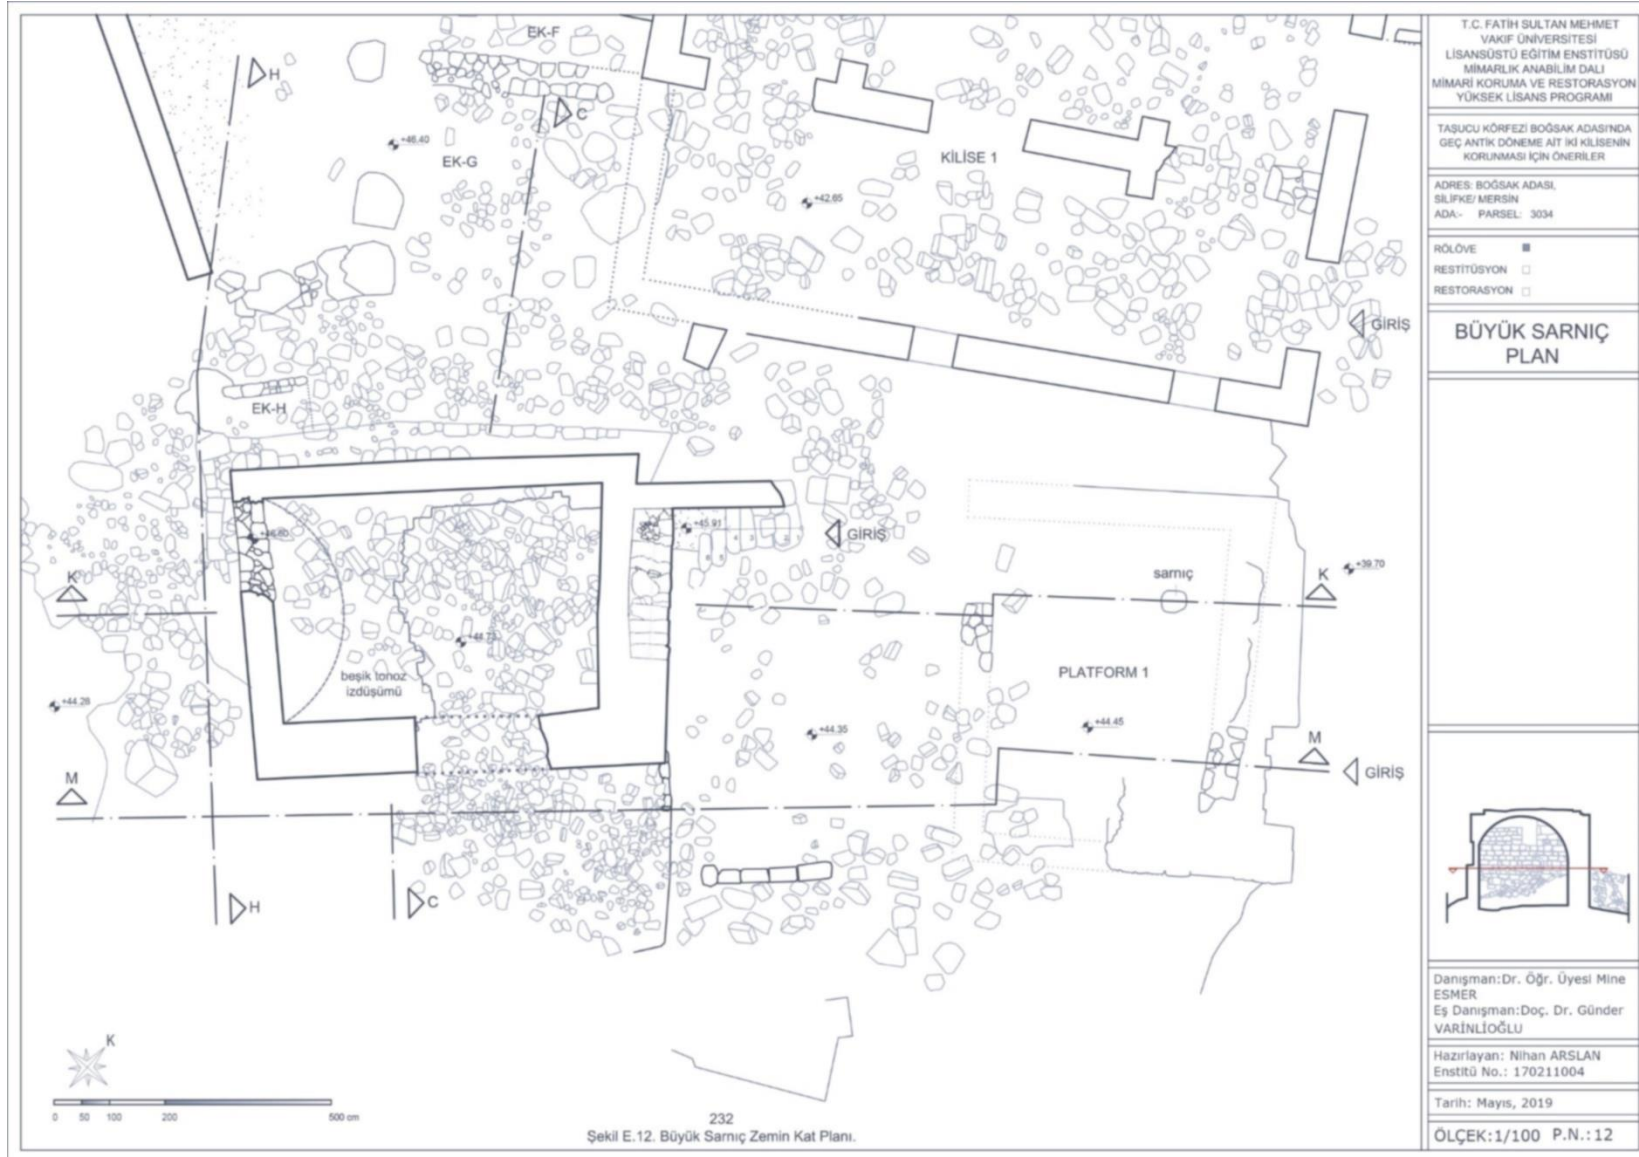 EK-F
H
C
+46.40
EK-G
KİLİSE 1
+42.65
GİRİŞ
EK-H
+45.91
GİRİŞ
4 3 2 1
6 5
sarnıç
+39.70
K
K
+44.73
beşik tonoz
izdüşümü
PLATFORM 1
+44.28
+44.35
+44.45
M
M
GİRİŞ
H
C
K
0 50 100 200 500 cm
232
Şekil E.12. Büyük Sarnıç Zemin Kat Planı.
T.C. FATİH SULTAN MEHMET
VAKIF ÜNİVERSİTESİ
LİSANSÜSTÜ EĞİTİM ENSTİTÜSÜ
MİMARLIK ANABİLİM DALI
MİMARİ KORUMA VE RESTORASYON
YÜKSEK LİSANS PROGRAMI
TAŞUCU KÖRFEZİ BOĞSAK ADASI'NDA
GEÇ ANTİK DÖNEME AİT İKİ KİLİSENİN
KORUNMASI İÇİN ÖNERİLER
ADRES: BOĞSAK ADASI,
SİLİFKE/ MERSİN
ADA:- PARSEL: 3034
RÖLÖVE
RESTİTÜSYON
RESTORASYON
BÜYÜK SARNIÇ
PLAN
Danışman:Dr. Öğr. Üyesi Mine
ESMER
Eş Danışman:Doç. Dr. Günder
VARİNLİOĞLU
Hazırlayan: Nihan ARSLAN
Enstitü No.: 170211004
Tarih: Mayıs, 2019
ÖLÇEK:1/100 P.N.:12